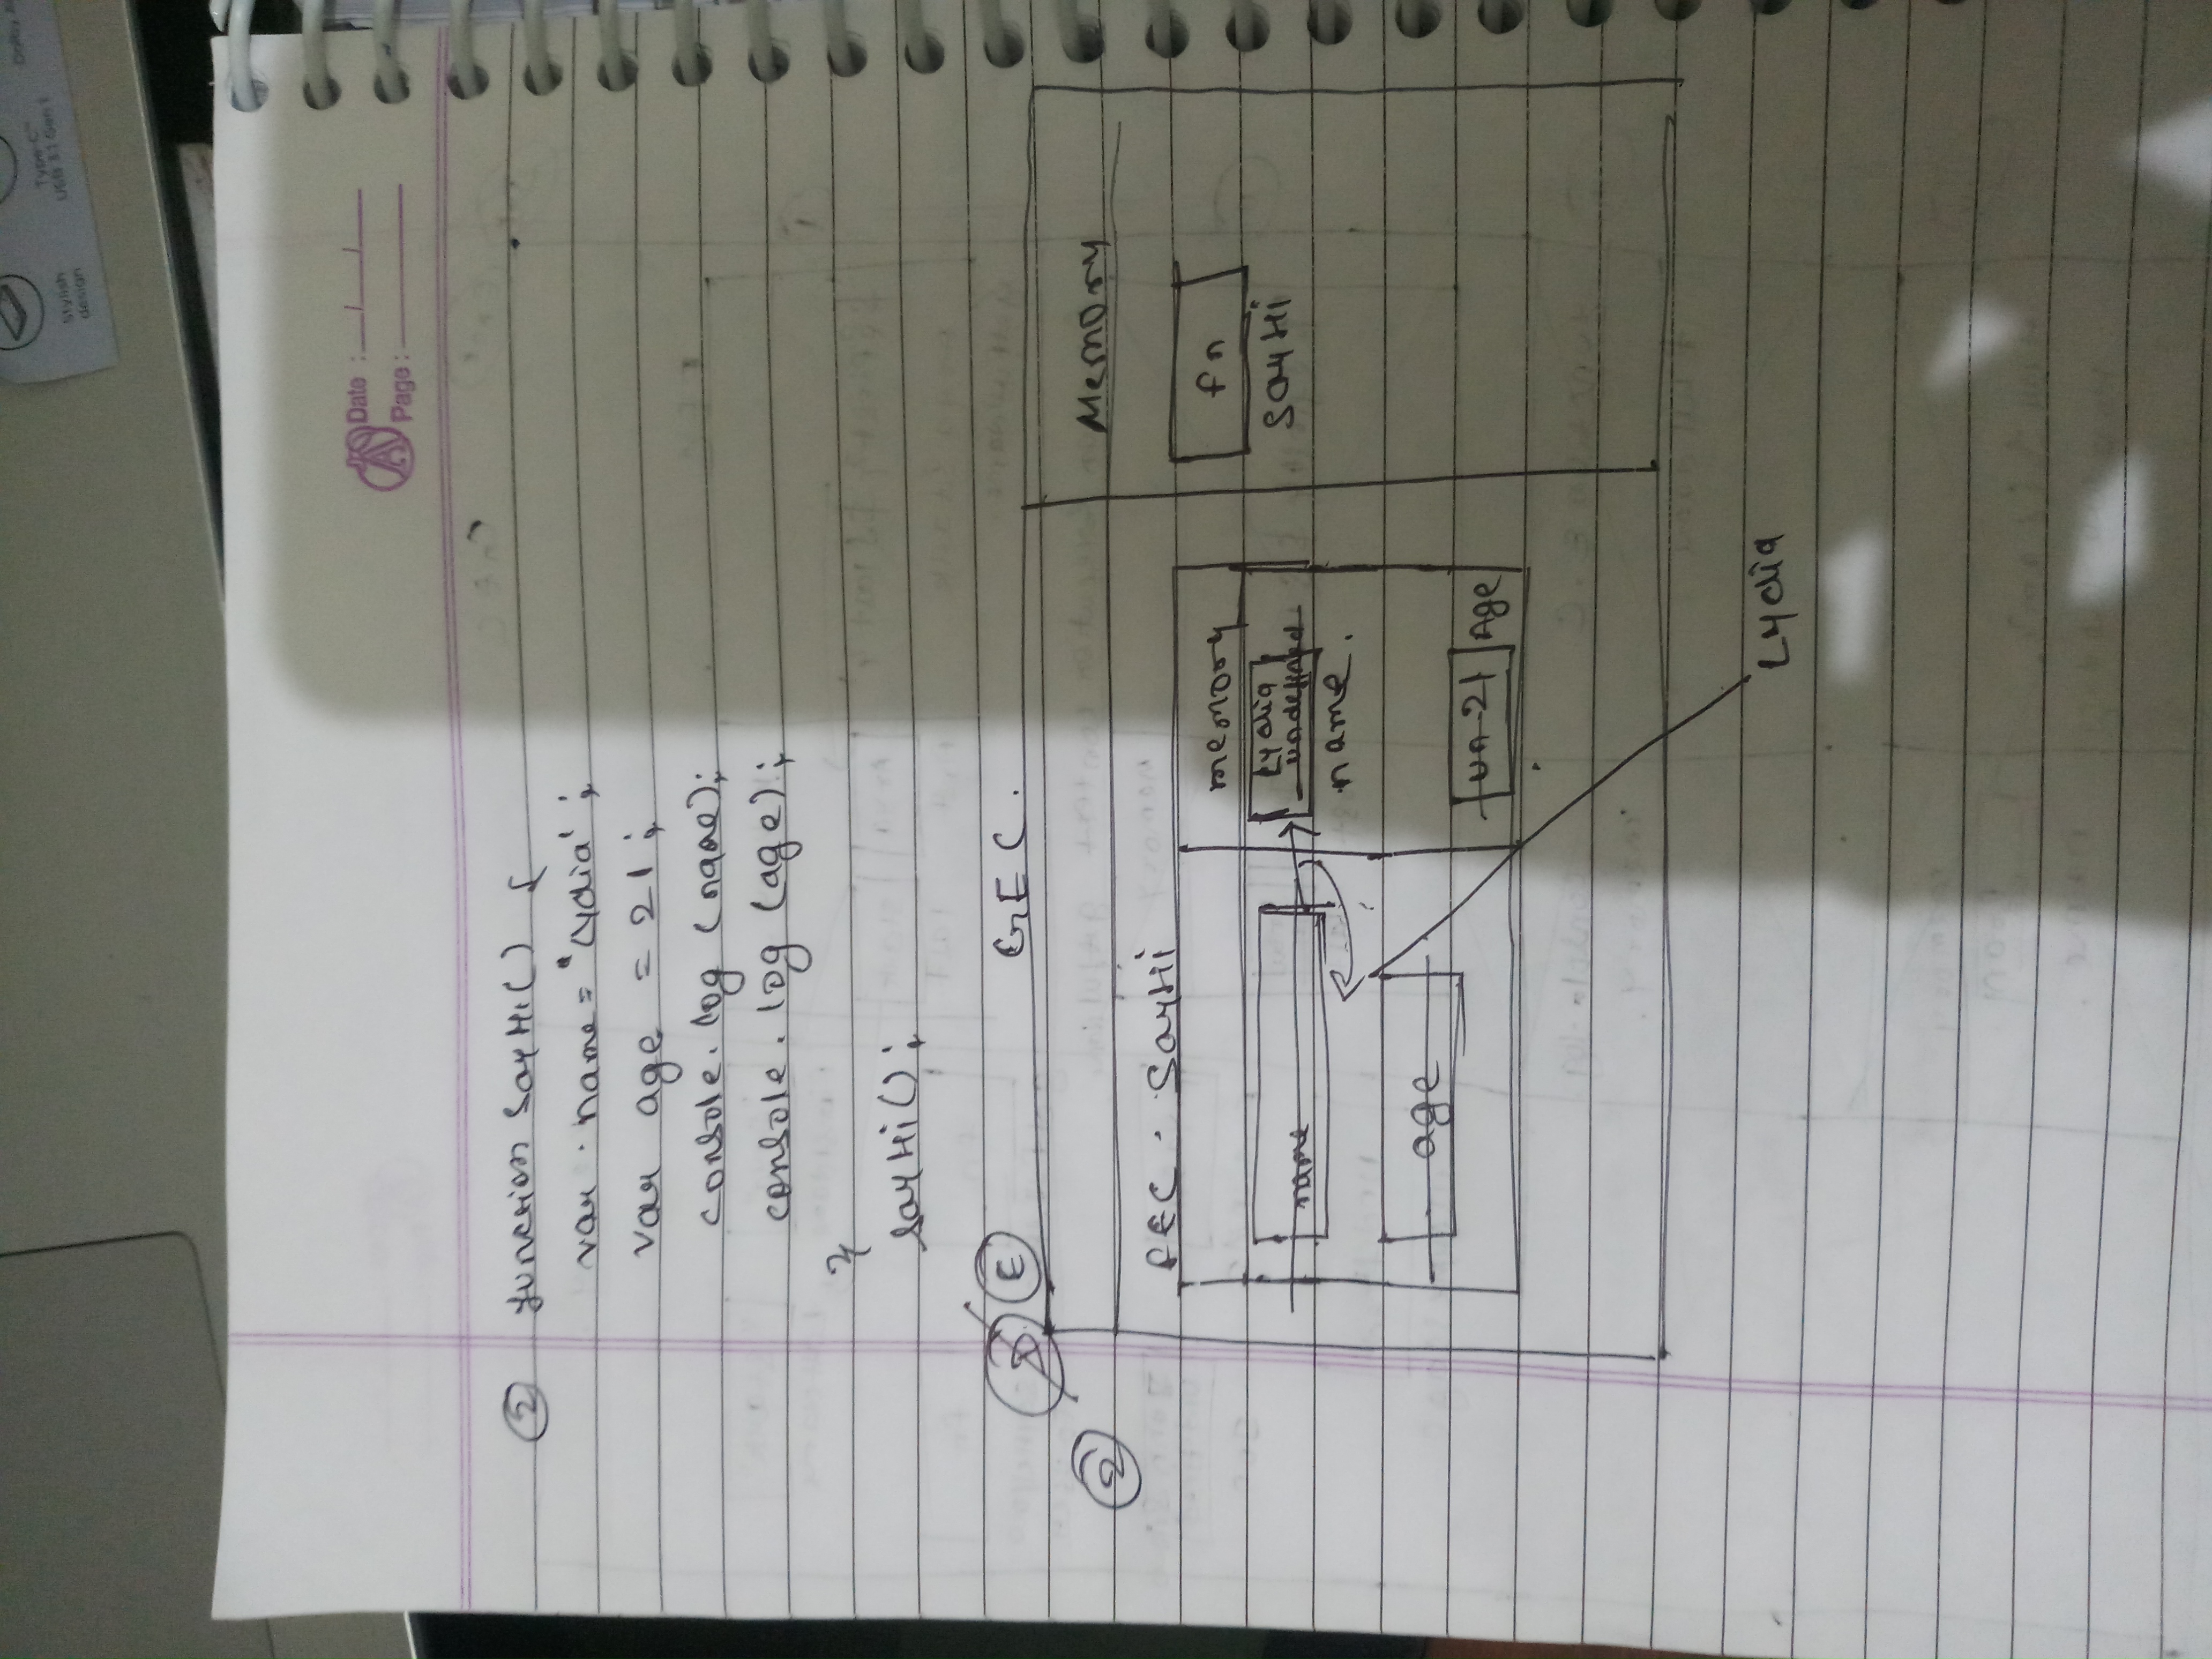 Stylish
design
Type-C™
USB 3.1 Gen 1
Date : / /
Page :
② function SayHi() {
var . name = "Lydia';
var age = 21;
console. log (name);
console. log (age);
}
sayHi();
D E GEC.
②
Memory
FEC . SayHi
memory
fn
Lydia
undefined
name
SayHi
name.
age
un 21 Age
Lydia